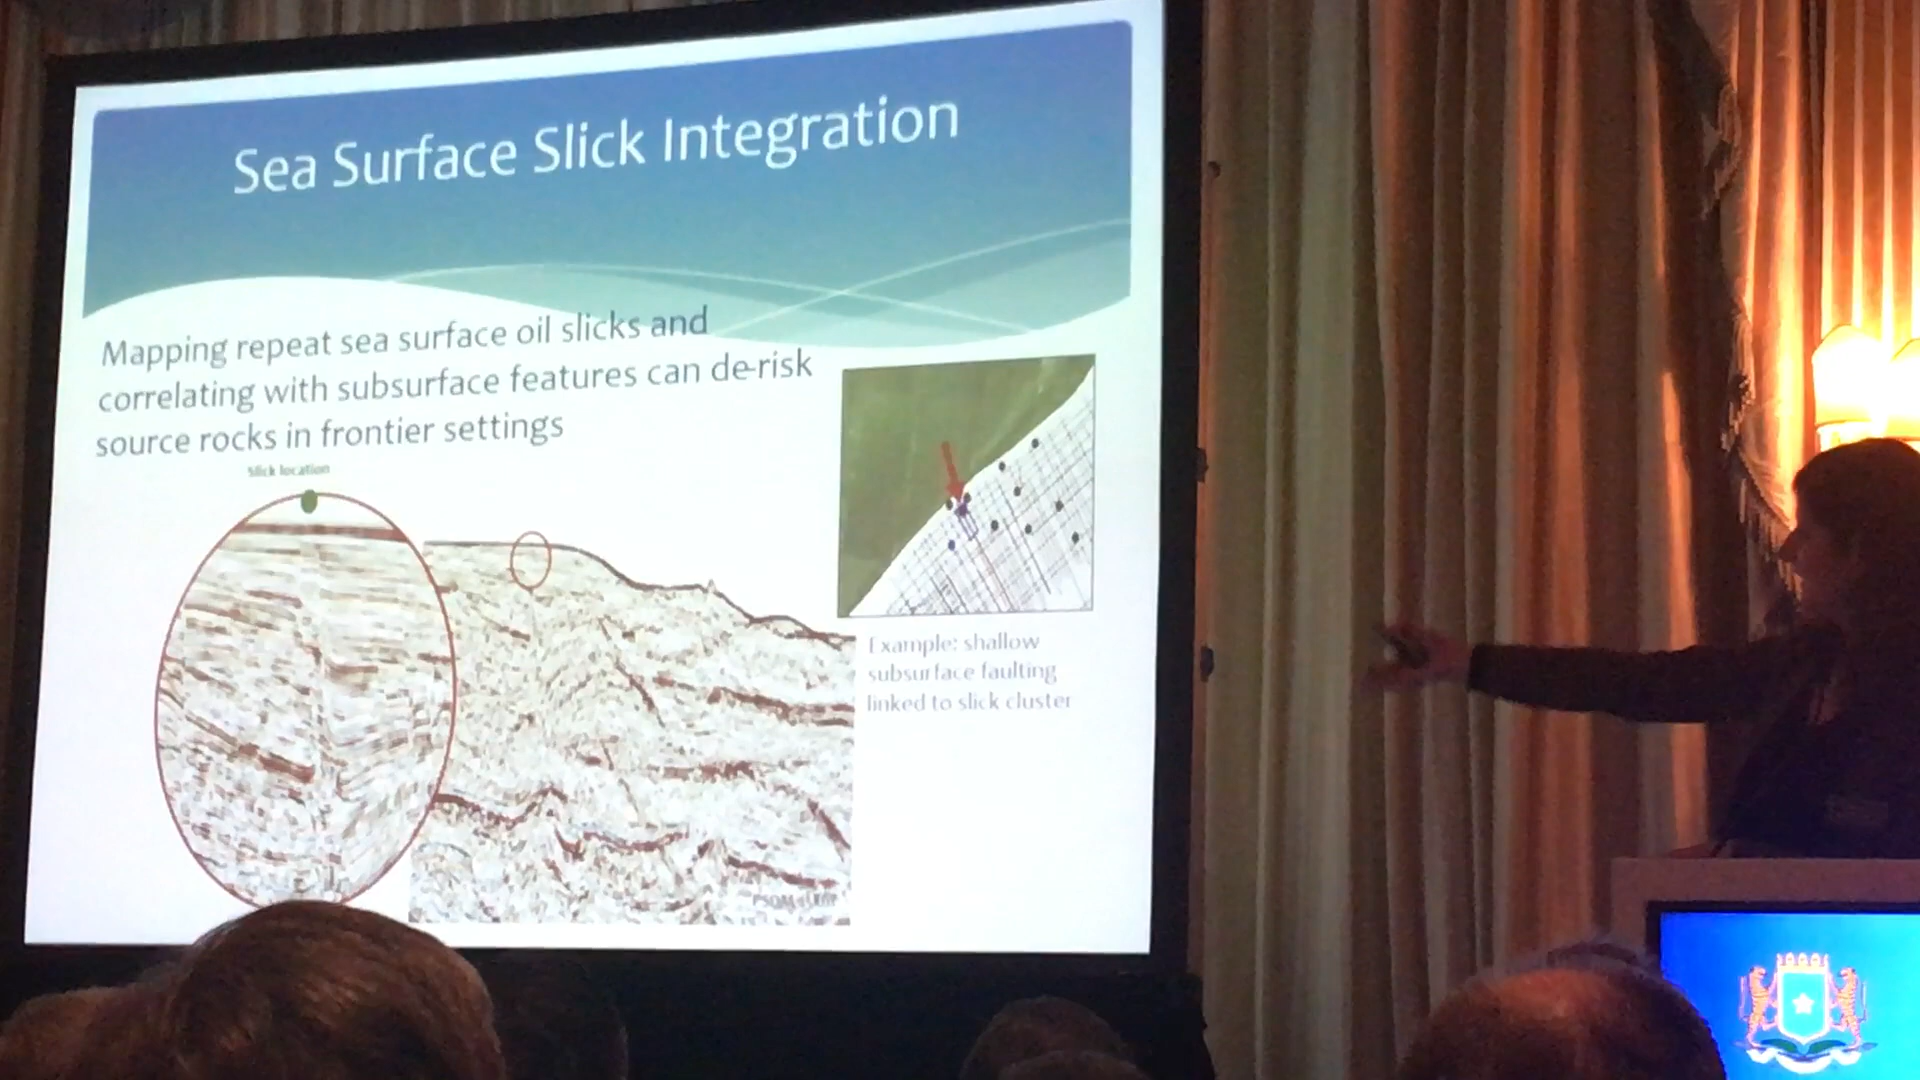 Sea Surface Slick Integration
Mapping repeat sea surface oil slicks and
correlating with subsurface features can de-risk
source rocks in frontier settings
Slick location
Example: shallow
subsurface faulting
linked to slick cluster